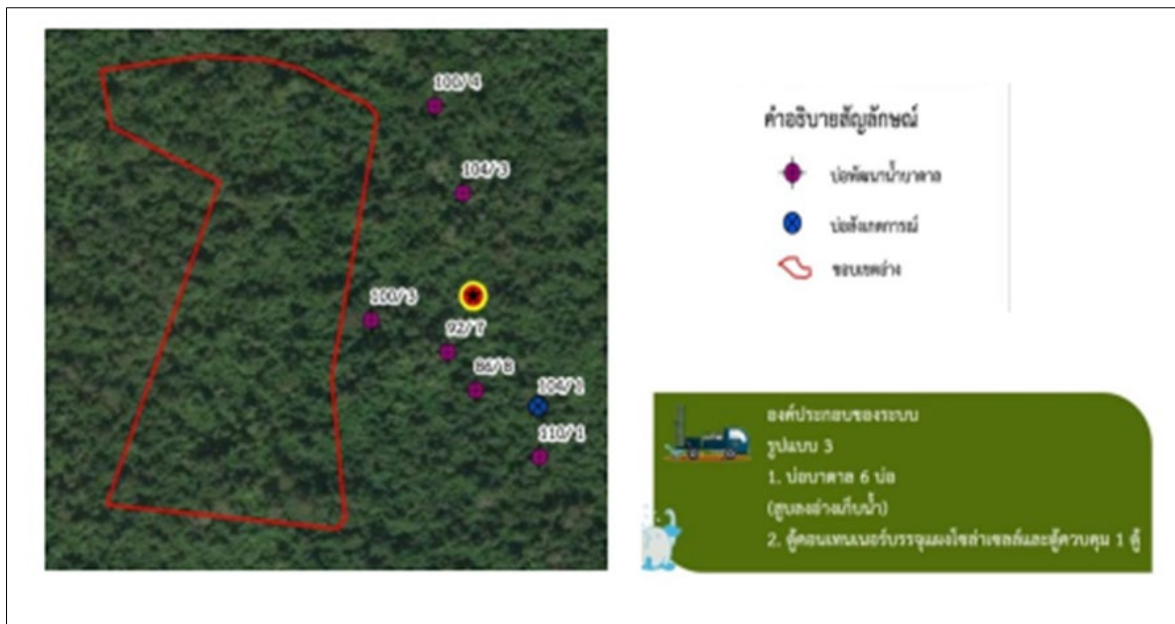 100/4
104/3
100/3
92/7
86/8
104/1
110/1
คำอธิบายสัญลักษณ์
บ่อพัฒนาน้ำบาดาล
บ่อสังเกตการณ์
ขอบเขตอ่าง
องค์ประกอบของระบบ
รูปแบบ 3
1. บ่อบาดาล 6 บ่อ
(สูบลงอ่างเก็บน้ำ)
2. ตู้คอนเทนเนอร์บรรจุแผงโซล่าเซลล์และตู้ควบคุม 1 ตู้